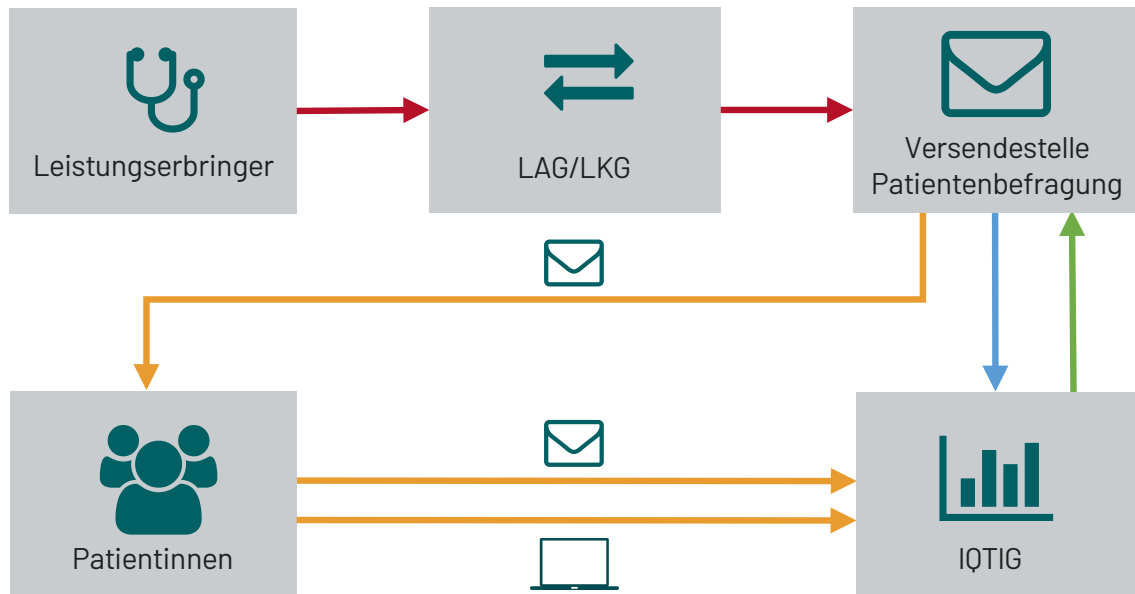 Leistungserbringer
LAG/LKG
Versendestelle
Patientenbefragung
Patientinnen
IQTIG